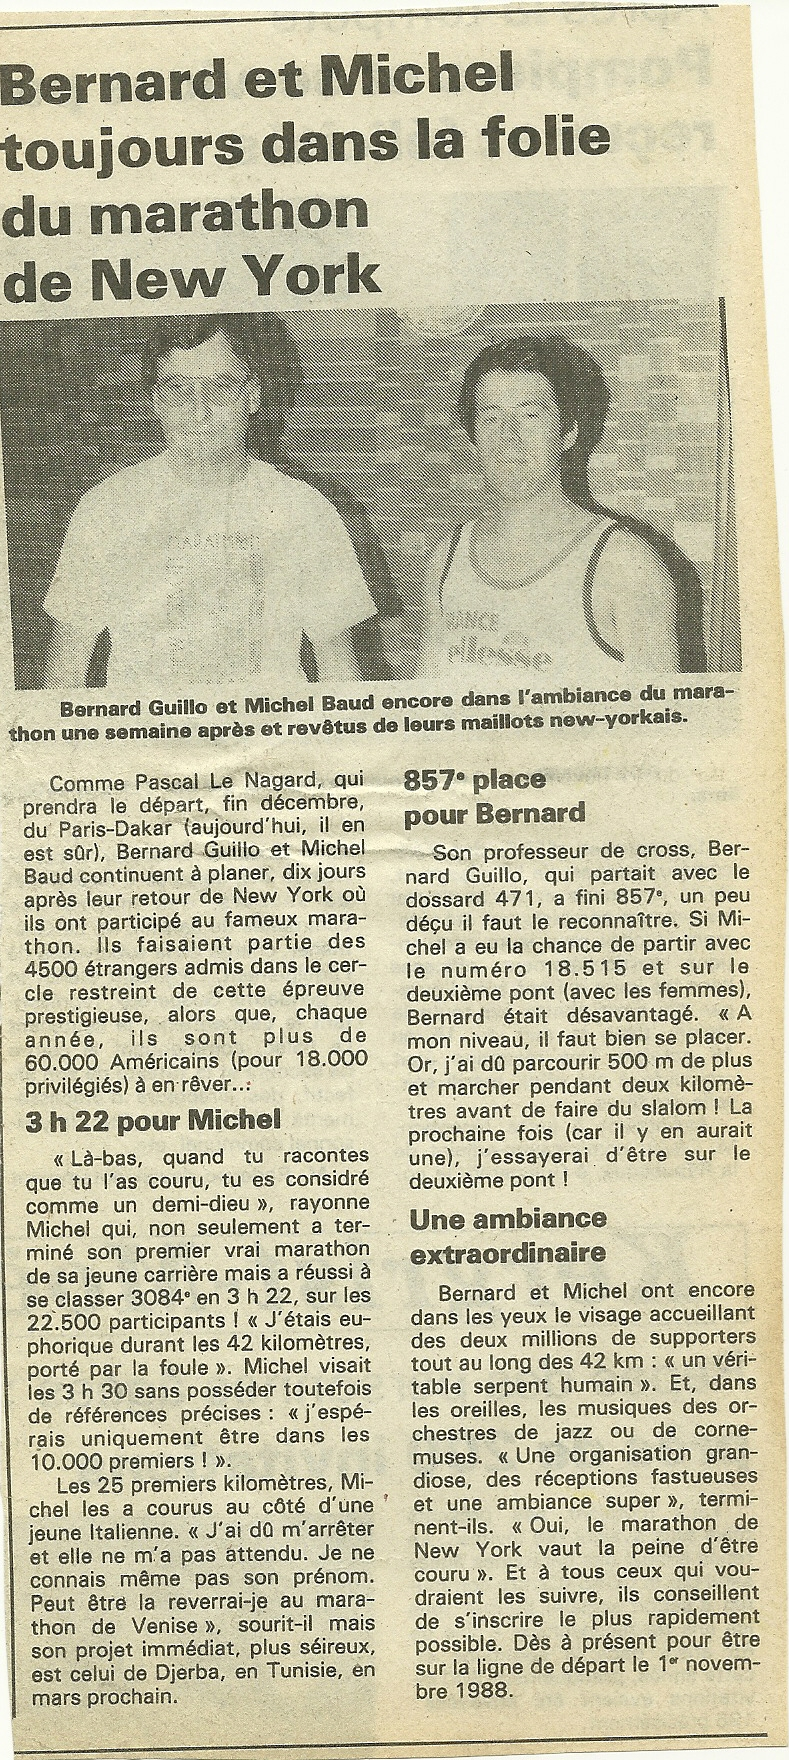 Bernard et Michel
toujours dans la folie
du marathon
de New York
RANCE
ellesse
Bernard Guillo et Michel Baud encore dans l'ambiance du mara-
thon une semaine après et revêtus de leurs maillots new-yorkais.
Comme Pascal Le Nagard, qui
prendra le départ, fin décembre,
du Paris-Dakar (aujourd'hui, il en
est sûr), Bernard Guillo et Michel
Baud continuent à planer, dix jours
après leur retour de New York où
ils ont participé au fameux mara-
thon. Ils faisaient partie des
4500 étrangers admis dans le cer-
cle restreint de cette épreuve
prestigieuse, alors que, chaque
année, ils sont plus de
60.000 Américains (pour 18.000
privilégiés) à en rêver...
3 h 22 pour Michel
« Là-bas, quand tu racontes
que tu l'as couru, tu es considré
comme un demi-dieu », rayonne
Michel qui, non seulement a ter-
miné son premier vrai marathon
de sa jeune carrière mais a réussi à
se classer 3084e en 3 h 22, sur les
22.500 participants ! « J'étais eu-
phorique durant les 42 kilomètres,
porté par la foule ». Michel visait
les 3 h 30 sans posséder toutefois
de références précises : « j'espé-
rais uniquement être dans les
10.000 premiers ! ».
Les 25 premiers kilomètres, Mi-
chel les a courus au côté d'une
jeune Italienne. « J'ai dû m'arrêter
et elle ne m'a pas attendu. Je ne
connais même pas son prénom.
Peut être la reverrai-je au mara-
thon de Venise », sourit-il mais
son projet immédiat, plus séireux,
est celui de Djerba, en Tunisie, en
mars prochain.
857e place
pour Bernard
Son professeur de cross, Ber-
nard Guillo, qui partait avec le
dossard 471, a fini 857e, un peu
déçu il faut le reconnaître. Si Mi-
chel a eu la chance de partir avec
le numéro 18.515 et sur le
deuxième pont (avec les femmes),
Bernard était désavantagé. « A
mon niveau, il faut bien se placer.
Or, j'ai dû parcourir 500 m de plus
et marcher pendant deux kilomè-
tres avant de faire du slalom ! La
prochaine fois (car il y en aurait
une), j'essayerai d'être sur le
deuxième pont !
Une ambiance
extraordinaire
Bernard et Michel ont encore
dans les yeux le visage accueillant
des deux millions de supporters
tout au long des 42 km : « un véri-
table serpent humain ». Et, dans
les oreilles, les musiques des or-
chestres de jazz ou de corne-
muses. « Une organisation gran-
diose, des réceptions fastueuses
et une ambiance super », termi-
nent-ils. « Oui, le marathon de
New York vaut la peine d'être
couru ». Et à tous ceux qui vou-
draient les suivre, ils conseillent
de s'inscrire le plus rapidement
possible. Dès à présent pour être
sur la ligne de départ le 1er novem-
bre 1988.